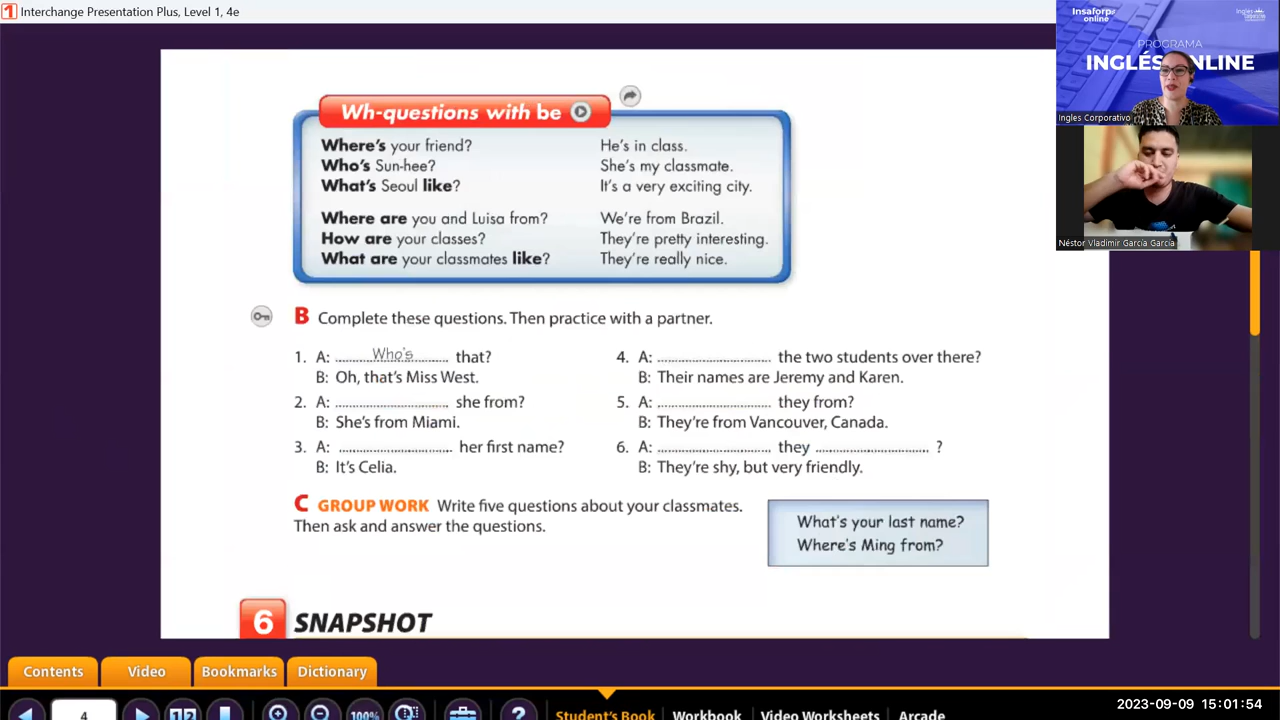 Interchange Presentation Plus, Level 1, 4e
Insaforp online
Inglés
PROGRAMA
INGLÉS ONLINE
Ingles Corporativo
Néstor Vladimir García García
Wh-questions with be
Where's your friend? He's in class.
Who's Sun-hee? She's my classmate.
What's Seoul like? It's a very exciting city.
Where are you and Luisa from? We're from Brazil.
How are your classes? They're pretty interesting.
What are your classmates like? They're really nice.
B Complete these questions. Then practice with a partner.
1. A: Who's that?
B: Oh, that's Miss West.
2. A: she from?
B: She's from Miami.
3. A: her first name?
B: It's Celia.
4. A: the two students over there?
B: Their names are Jeremy and Karen.
5. A: they from?
B: They're from Vancouver, Canada.
6. A: they ?
B: They're shy, but very friendly.
C GROUP WORK Write five questions about your classmates.
Then ask and answer the questions.
What's your last name?
Where's Ming from?
6 SNAPSHOT
Contents Video Bookmarks Dictionary
4 100% ? Student's Book Workbook Video Worksheets Arcade
2023-09-09 15:01:54